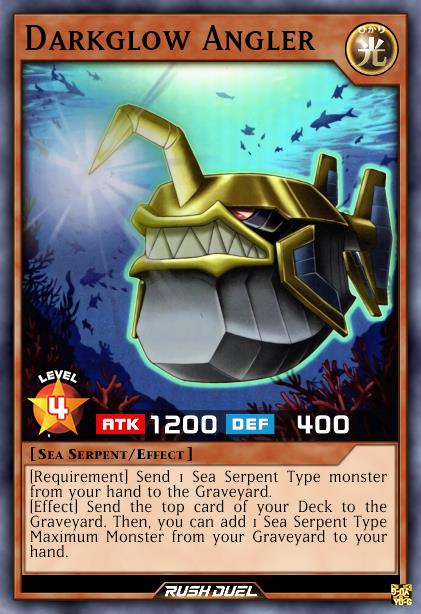 Darkglow Angler
ひかり
光
LEVEL
4
ATK 1200 DEF 400
[Sea Serpent/Effect]
[Requirement] Send 1 Sea Serpent Type monster
from your hand to the Graveyard.
[Effect] Send the top card of your Deck to the
Graveyard. Then, you can add 1 Sea Serpent Type
Maximum Monster from your Graveyard to your
hand.
RUSH DUEL